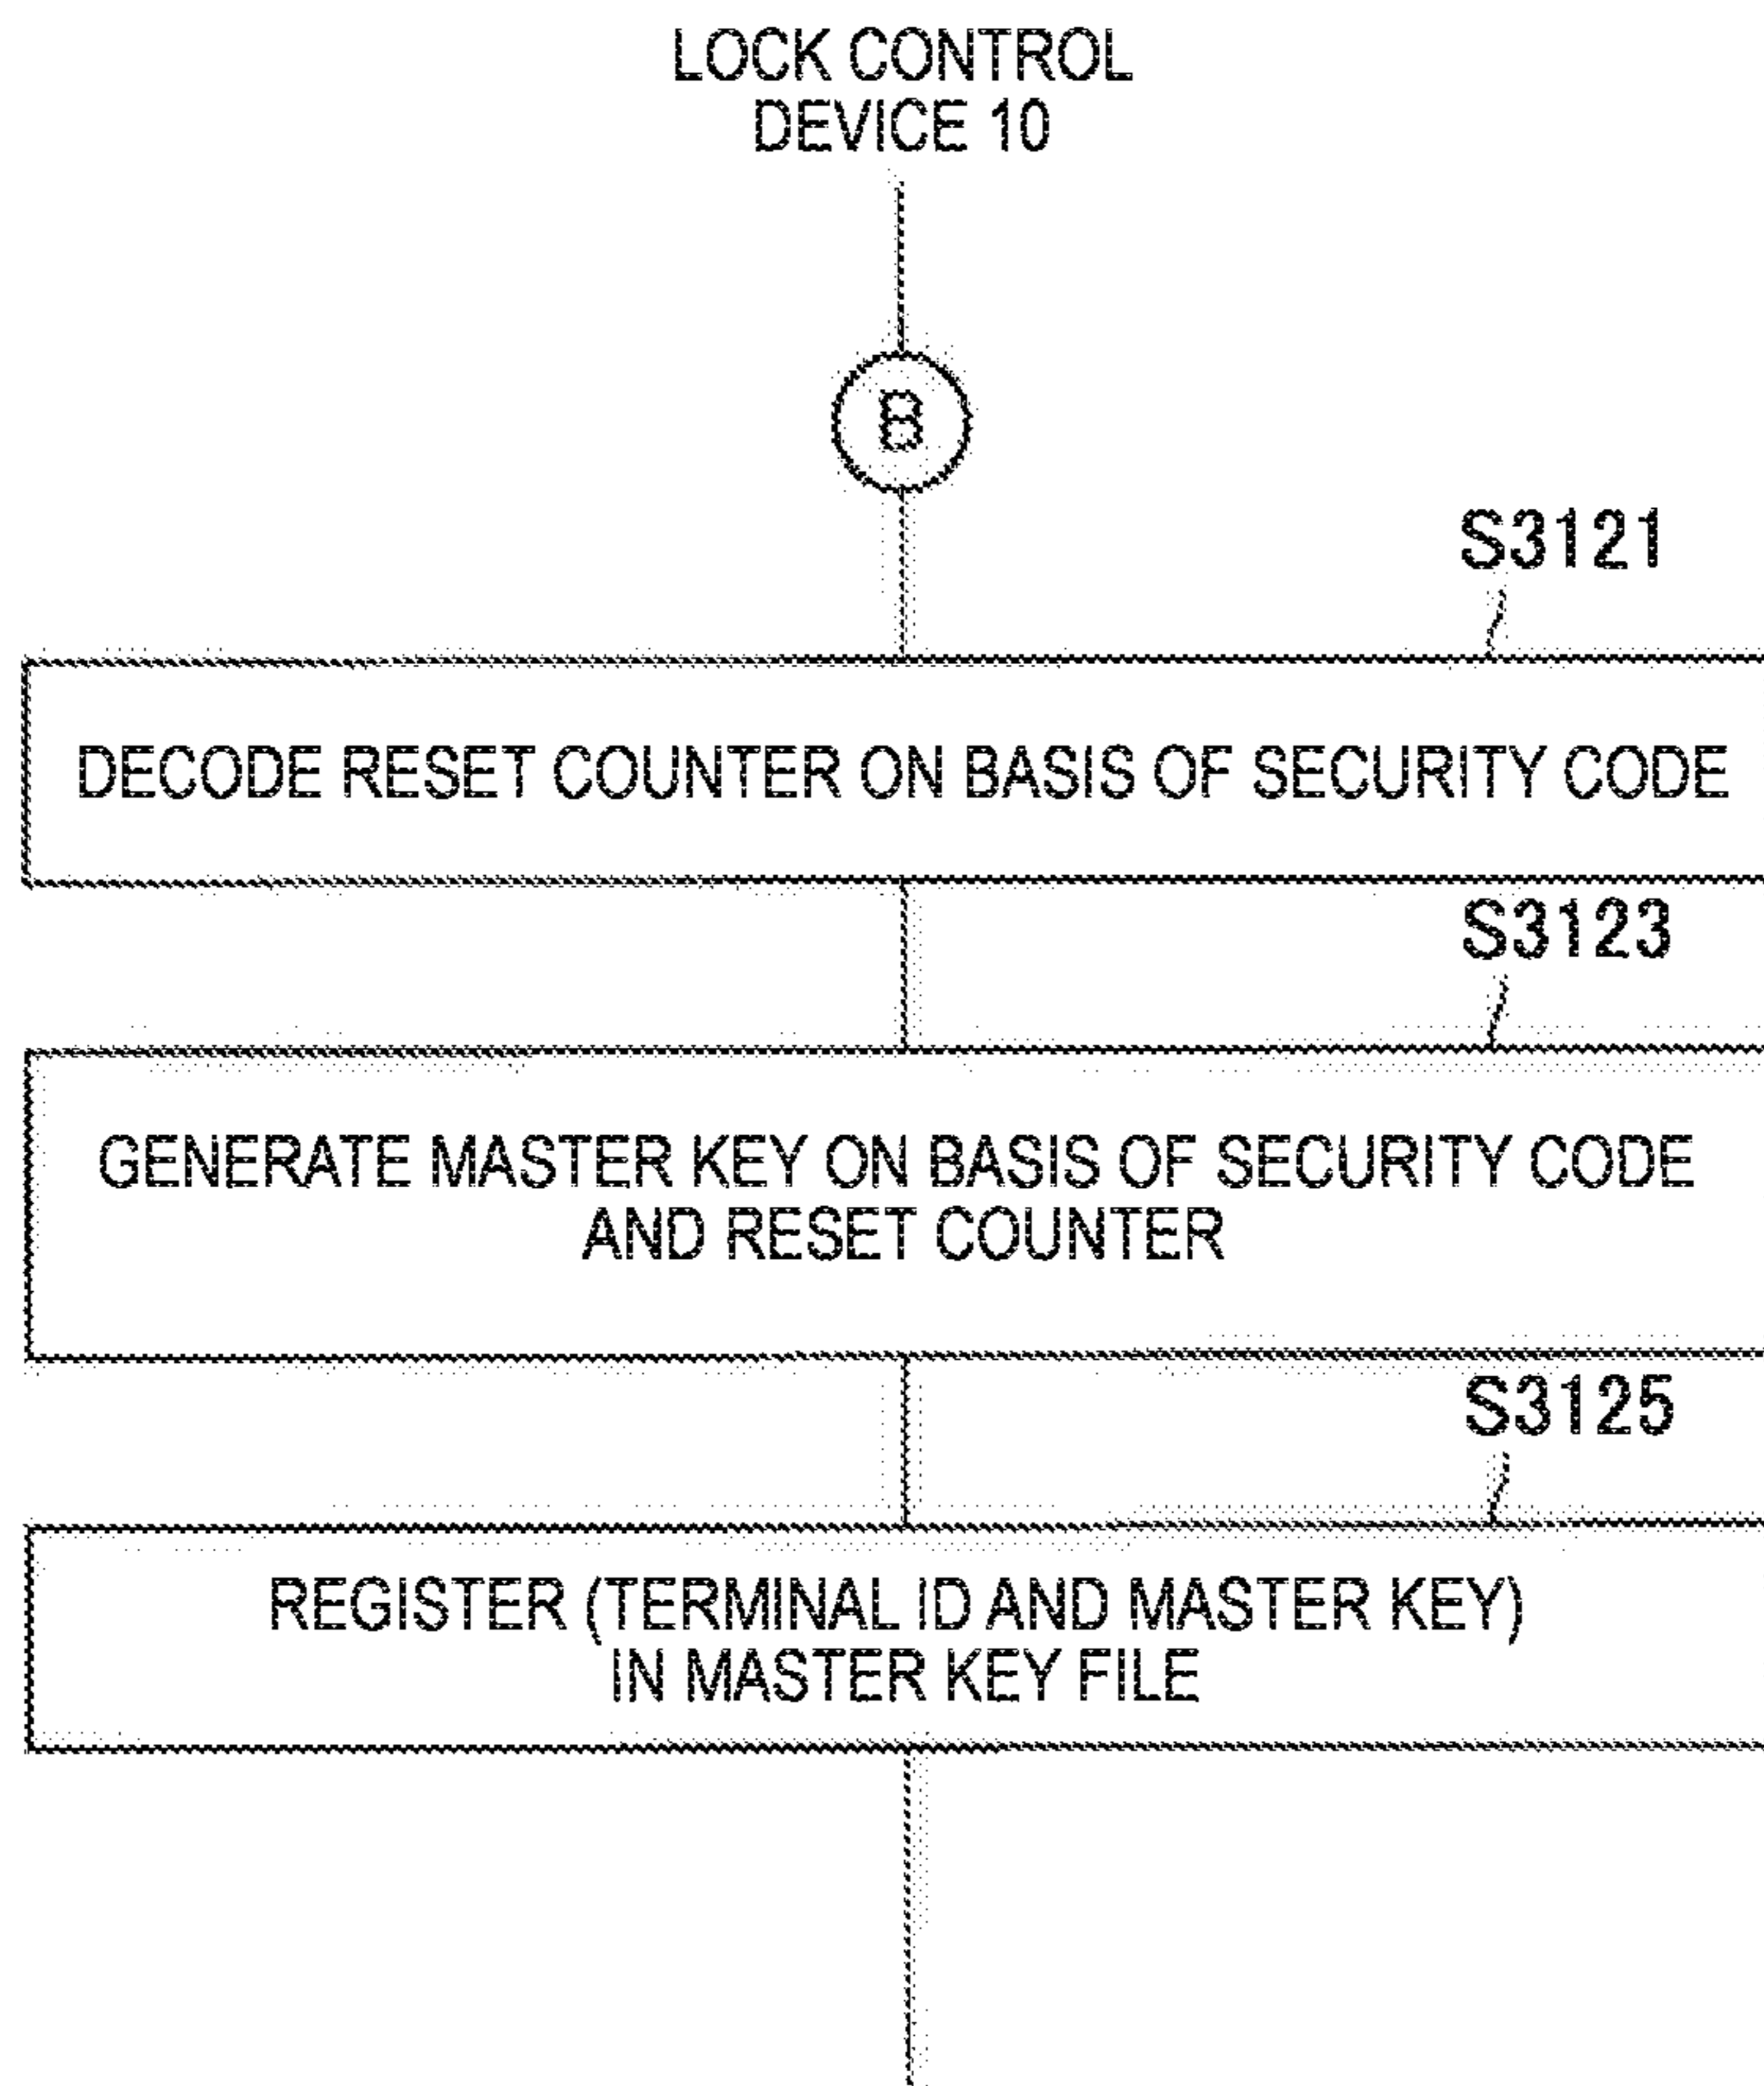 LOCK CONTROL
DEVICE 10
B
S3121
DECODE RESET COUNTER ON BASIS OF SECURITY CODE
S3123
GENERATE MASTER KEY ON BASIS OF SECURITY CODE
AND RESET COUNTER
S3125
REGISTER (TERMINAL ID AND MASTER KEY)
IN MASTER KEY FILE